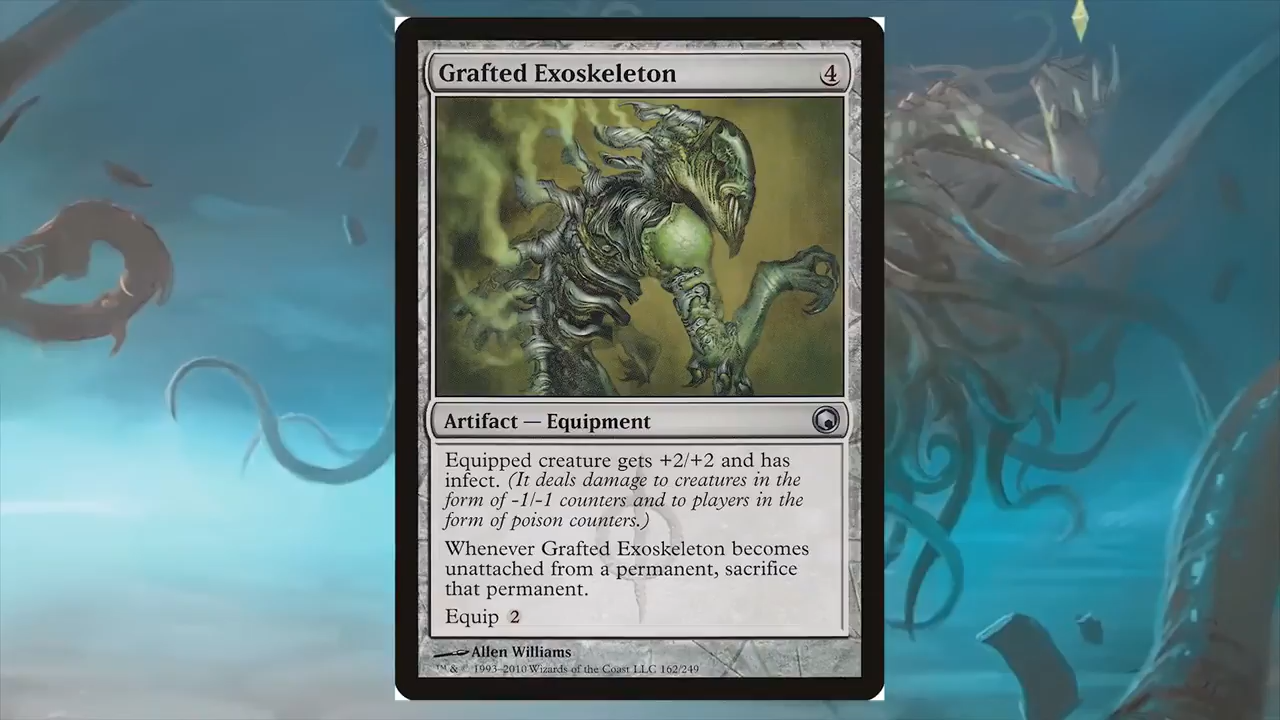 Grafted Exoskeleton 4
Artifact — Equipment
Equipped creature gets +2/+2 and has
infect. (It deals damage to creatures in the
form of -1/-1 counters and to players in the
form of poison counters.)
Whenever Grafted Exoskeleton becomes
unattached from a permanent, sacrifice
that permanent.
Equip 2
Allen Williams
™ & © 1993–2010 Wizards of the Coast LLC 162/249